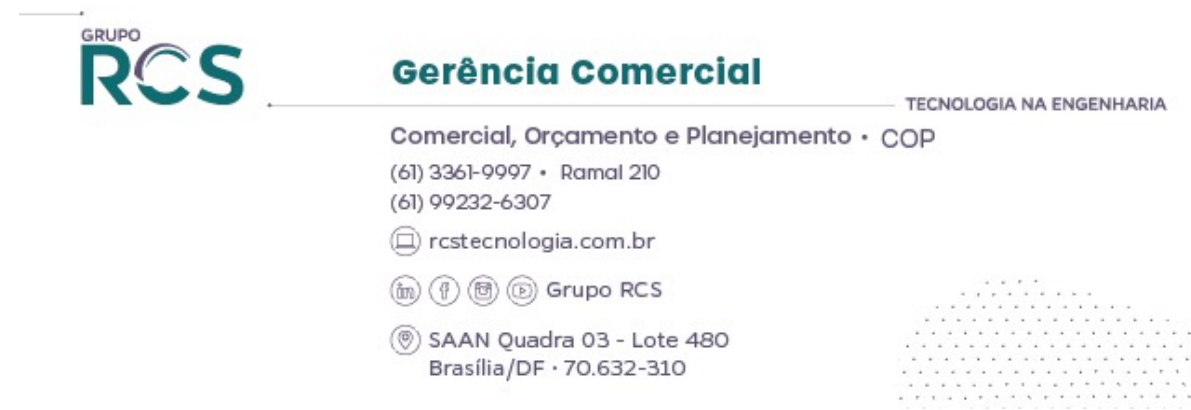 GRUPO
RCS
Gerência Comercial
TECNOLOGIA NA ENGENHARIA
Comercial, Orçamento e Planejamento • COP
(61) 3361-9997 • Ramal 210
(61) 99232-6307
rcstecnologia.com.br
in f Grupo RCS
SAAN Quadra 03 - Lote 480
Brasília/DF · 70.632-310